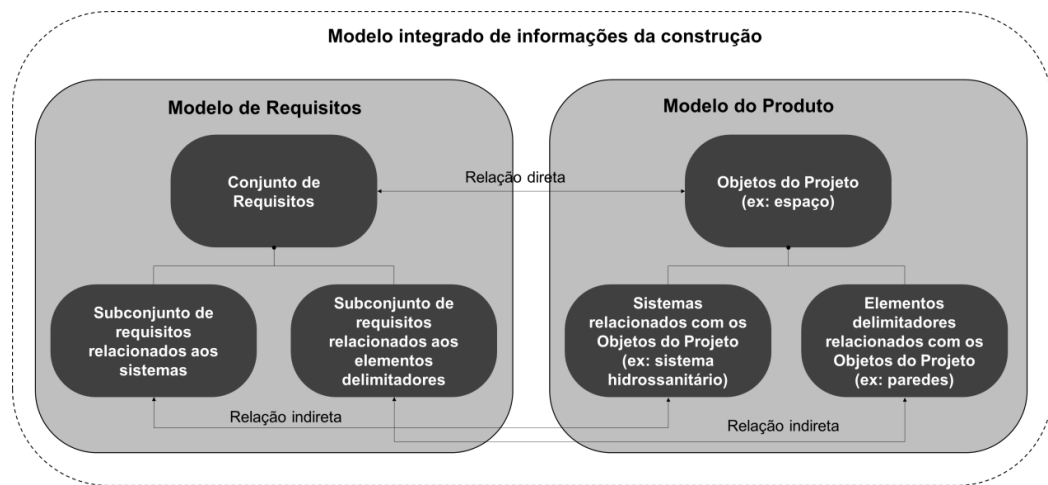 Modelo integrado de informações da construção
Modelo de Requisitos
Modelo do Produto
Conjunto de
Requisitos
Relação direta
Objetos do Projeto
(ex: espaço)
Subconjunto de
requisitos
relacionados aos
sistemas
Subconjunto de
requisitos
relacionados aos
elementos
delimitadores
Sistemas
relacionados com os
Objetos do Projeto
(ex: sistema
hidrossanitário)
Elementos
delimitadores
relacionados com os
Objetos do Projeto
(ex: paredes)
Relação indireta
Relação indireta